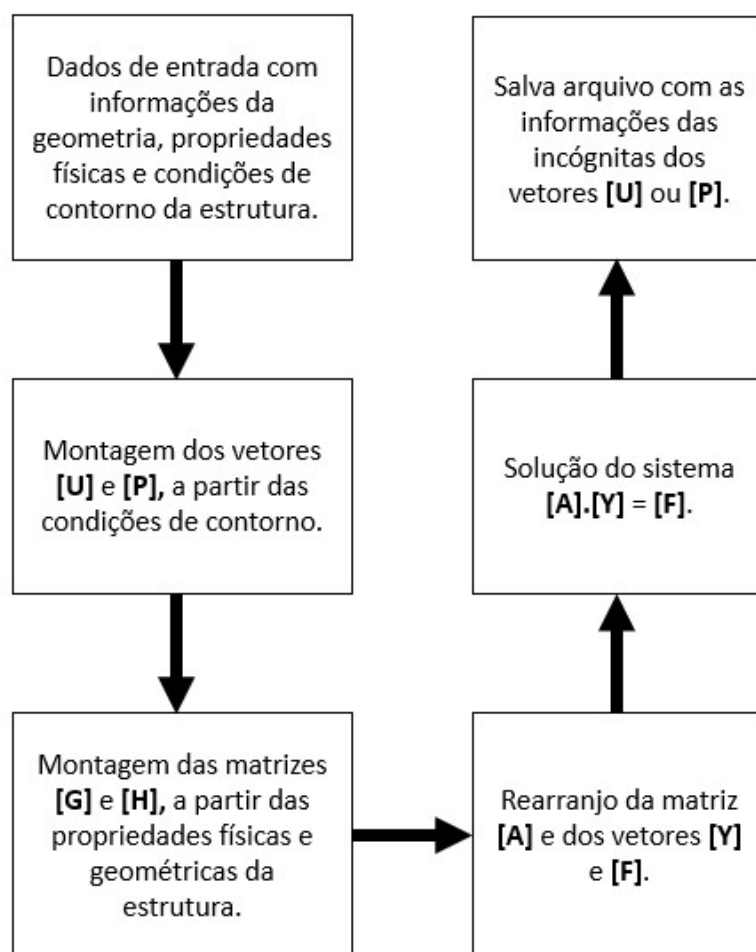 Dados de entrada com
informações da
geometria, propriedades
físicas e condições de
contorno da estrutura.
Montagem dos vetores
[U] e [P], a partir das
condições de contorno.
Montagem das matrizes
[G] e [H], a partir das
propriedades físicas e
geométricas da
estrutura.
Rearranjo da matriz
[A] e dos vetores [Y]
e [F].
Solução do sistema
[A].[Y] = [F].
Salva arquivo com as
informações das
incógnitas dos
vetores [U] ou [P].